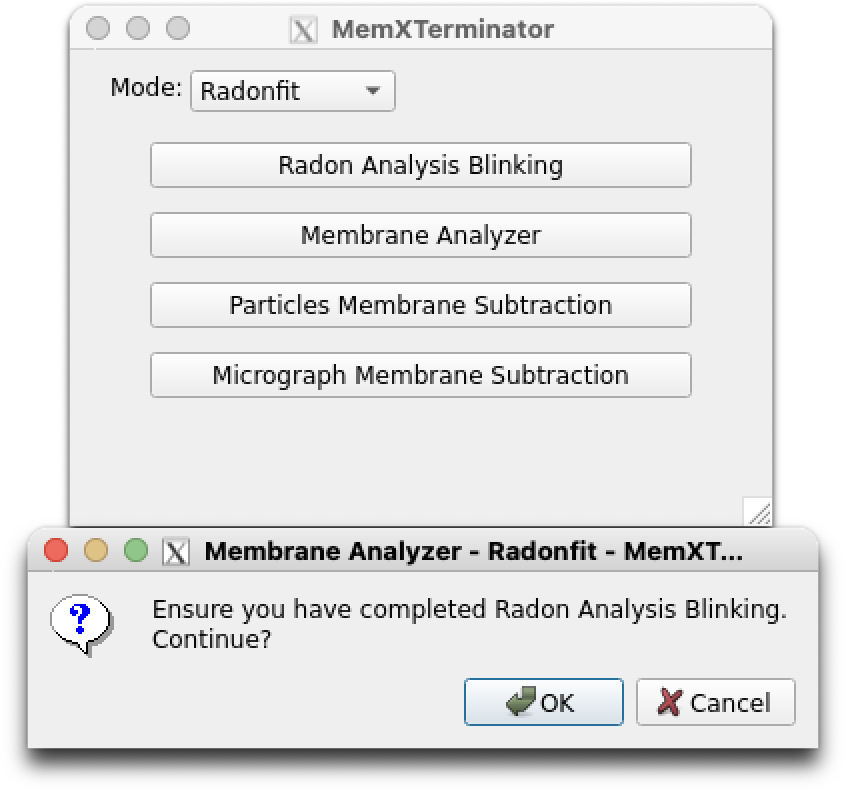 MemXTerminator
Mode: Radonfit
Radon Analysis Blinking
Membrane Analyzer
Particles Membrane Subtraction
Micrograph Membrane Subtraction
Membrane Analyzer - Radonfit - MemXT...
Ensure you have completed Radon Analysis Blinking.
Continue?
OK Cancel